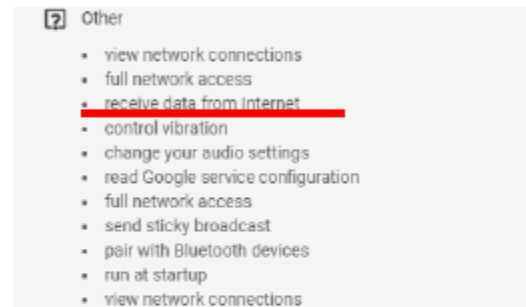 Other
view network connections
full network access
receive data from Internet
control vibration
change your audio settings
read Google service configuration
full network access
send sticky broadcast
pair with Bluetooth devices
run at startup
view network connections